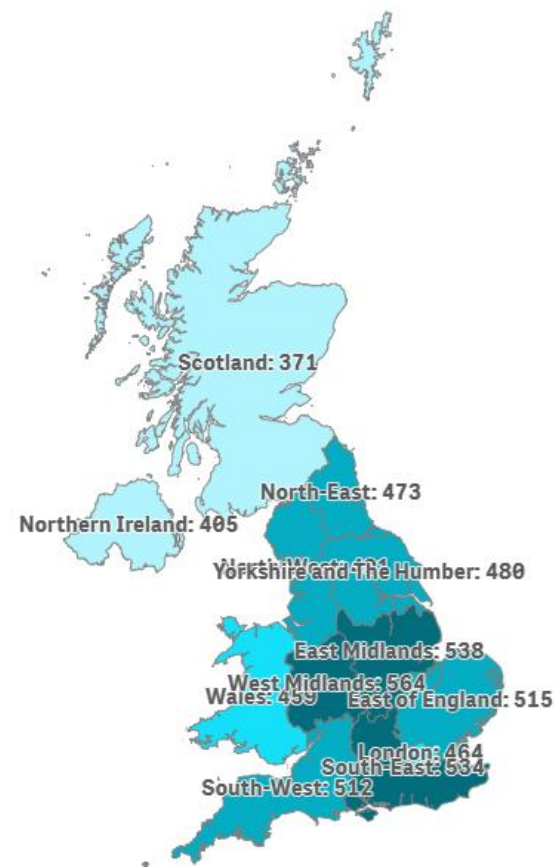 Scotland: 371
North-East: 473
Northern Ireland: 405
Yorkshire and The Humber: 480
East Midlands: 538
West Midlands: 564
Wales: 459
East of England: 515
London: 464
South-East: 534
South-West: 512